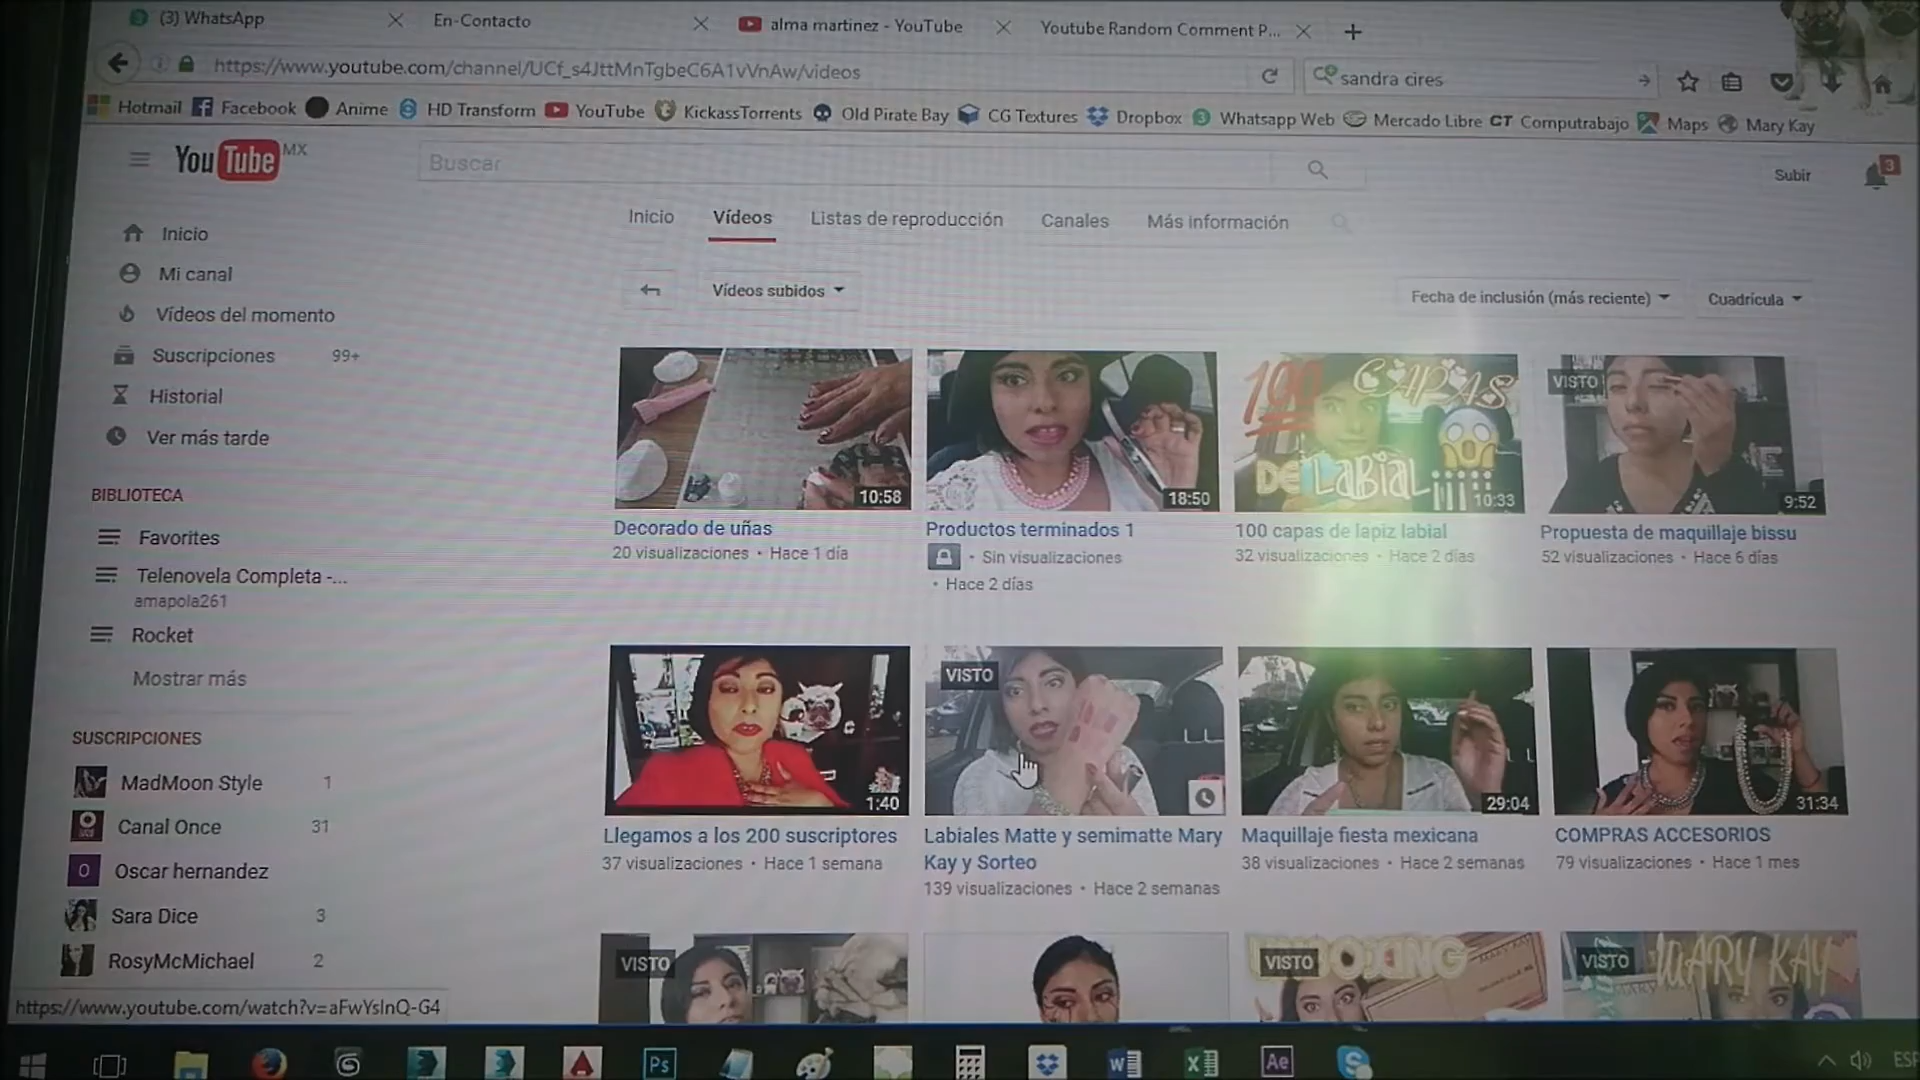 (3) WhatsApp
En-Contacto
alma martinez - YouTube
Youtube Random Comment P...
https://www.youtube.com/channel/UCf_s4JttMnTgbeC6A1vVnAw/videos
sandra cires
Hotmail
Facebook
Anime
HD Transform
YouTube
KickassTorrents
Old Pirate Bay
CG Textures
Dropbox
Whatsapp Web
Mercado Libre
CT Computrabajo
Maps
Mary Kay
YouTube MX
Buscar
Subir
3
Inicio
Vídeos
Listas de reproducción
Canales
Más información
Inicio
Mi canal
Vídeos del momento
Suscripciones 99+
Historial
Ver más tarde
BIBLIOTECA
Favorites
Telenovela Completa -...
amapola261
Rocket
Mostrar más
SUSCRIPCIONES
MadMoon Style 1
Canal Once 31
O Oscar hernandez
Sara Dice 3
RosyMcMichael 2
https://www.youtube.com/watch?v=aFwYsInQ-G4
Vídeos subidos
Fecha de inclusión (más reciente)
Cuadrícula
10:58
Decorado de uñas
20 visualizaciones • Hace 1 día
18:50
Productos terminados 1
• Sin visualizaciones
• Hace 2 días
100 CAPAS
DE LABIAL ¡¡¡¡¡
10:33
100 capas de lapiz labial
32 visualizaciones • Hace 2 días
VISTO
9:52
Propuesta de maquillaje bissu
52 visualizaciones • Hace 6 días
1:40
Llegamos a los 200 suscriptores
37 visualizaciones • Hace 1 semana
VISTO
Labiales Matte y semimatte Mary
Kay y Sorteo
139 visualizaciones • Hace 2 semanas
29:04
Maquillaje fiesta mexicana
38 visualizaciones • Hace 2 semanas
31:34
COMPRAS ACCESORIOS
79 visualizaciones • Hace 1 mes
VISTO
VISTO
UNBOXING
VISTO
MARY KAY
Ps
Ae
ESP